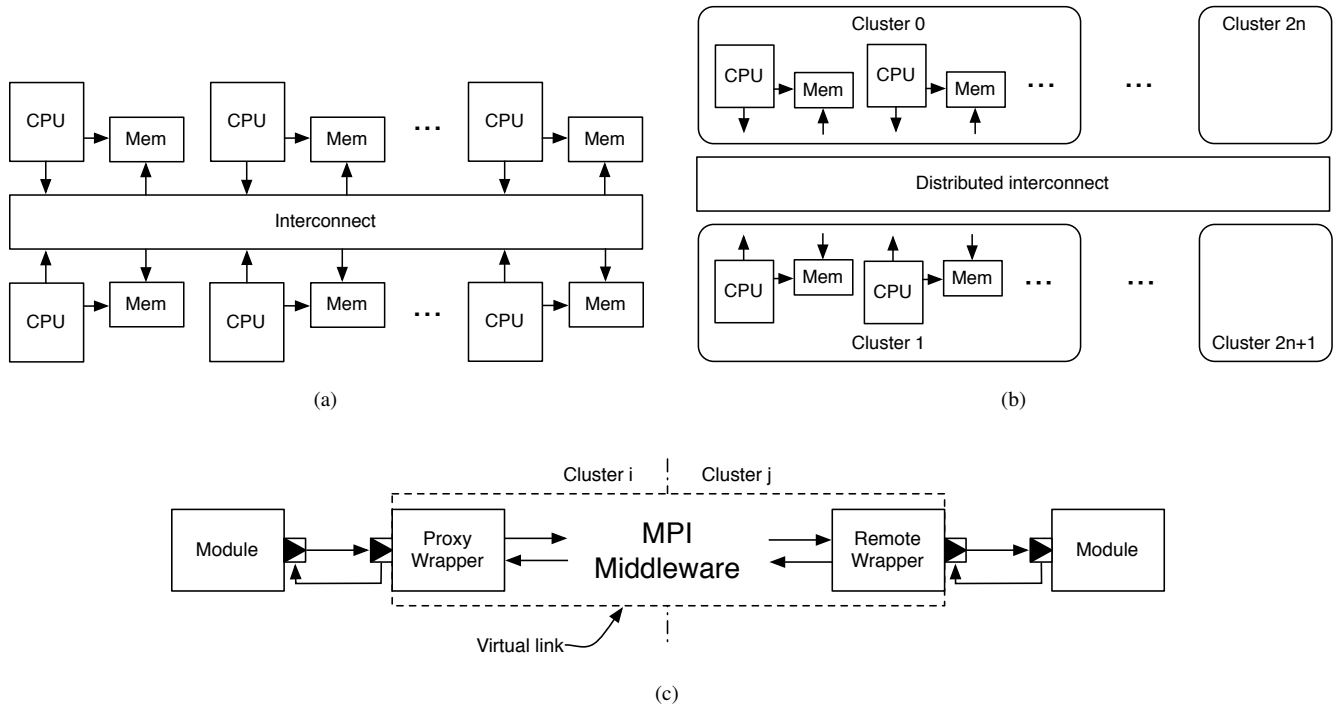 CPU
Mem
CPU
Mem
...
CPU
Mem
Interconnect
CPU
Mem
CPU
Mem
...
CPU
Mem
(a)
Cluster 0
CPU
Mem
CPU
Mem
...
...
Cluster 2n
Distributed interconnect
CPU
Mem
CPU
Mem
...
...
Cluster 1
Cluster 2n+1
(b)
Cluster i
Cluster j
Module
Proxy
Wrapper
MPI
Middleware
Remote
Wrapper
Module
Virtual link
(c)